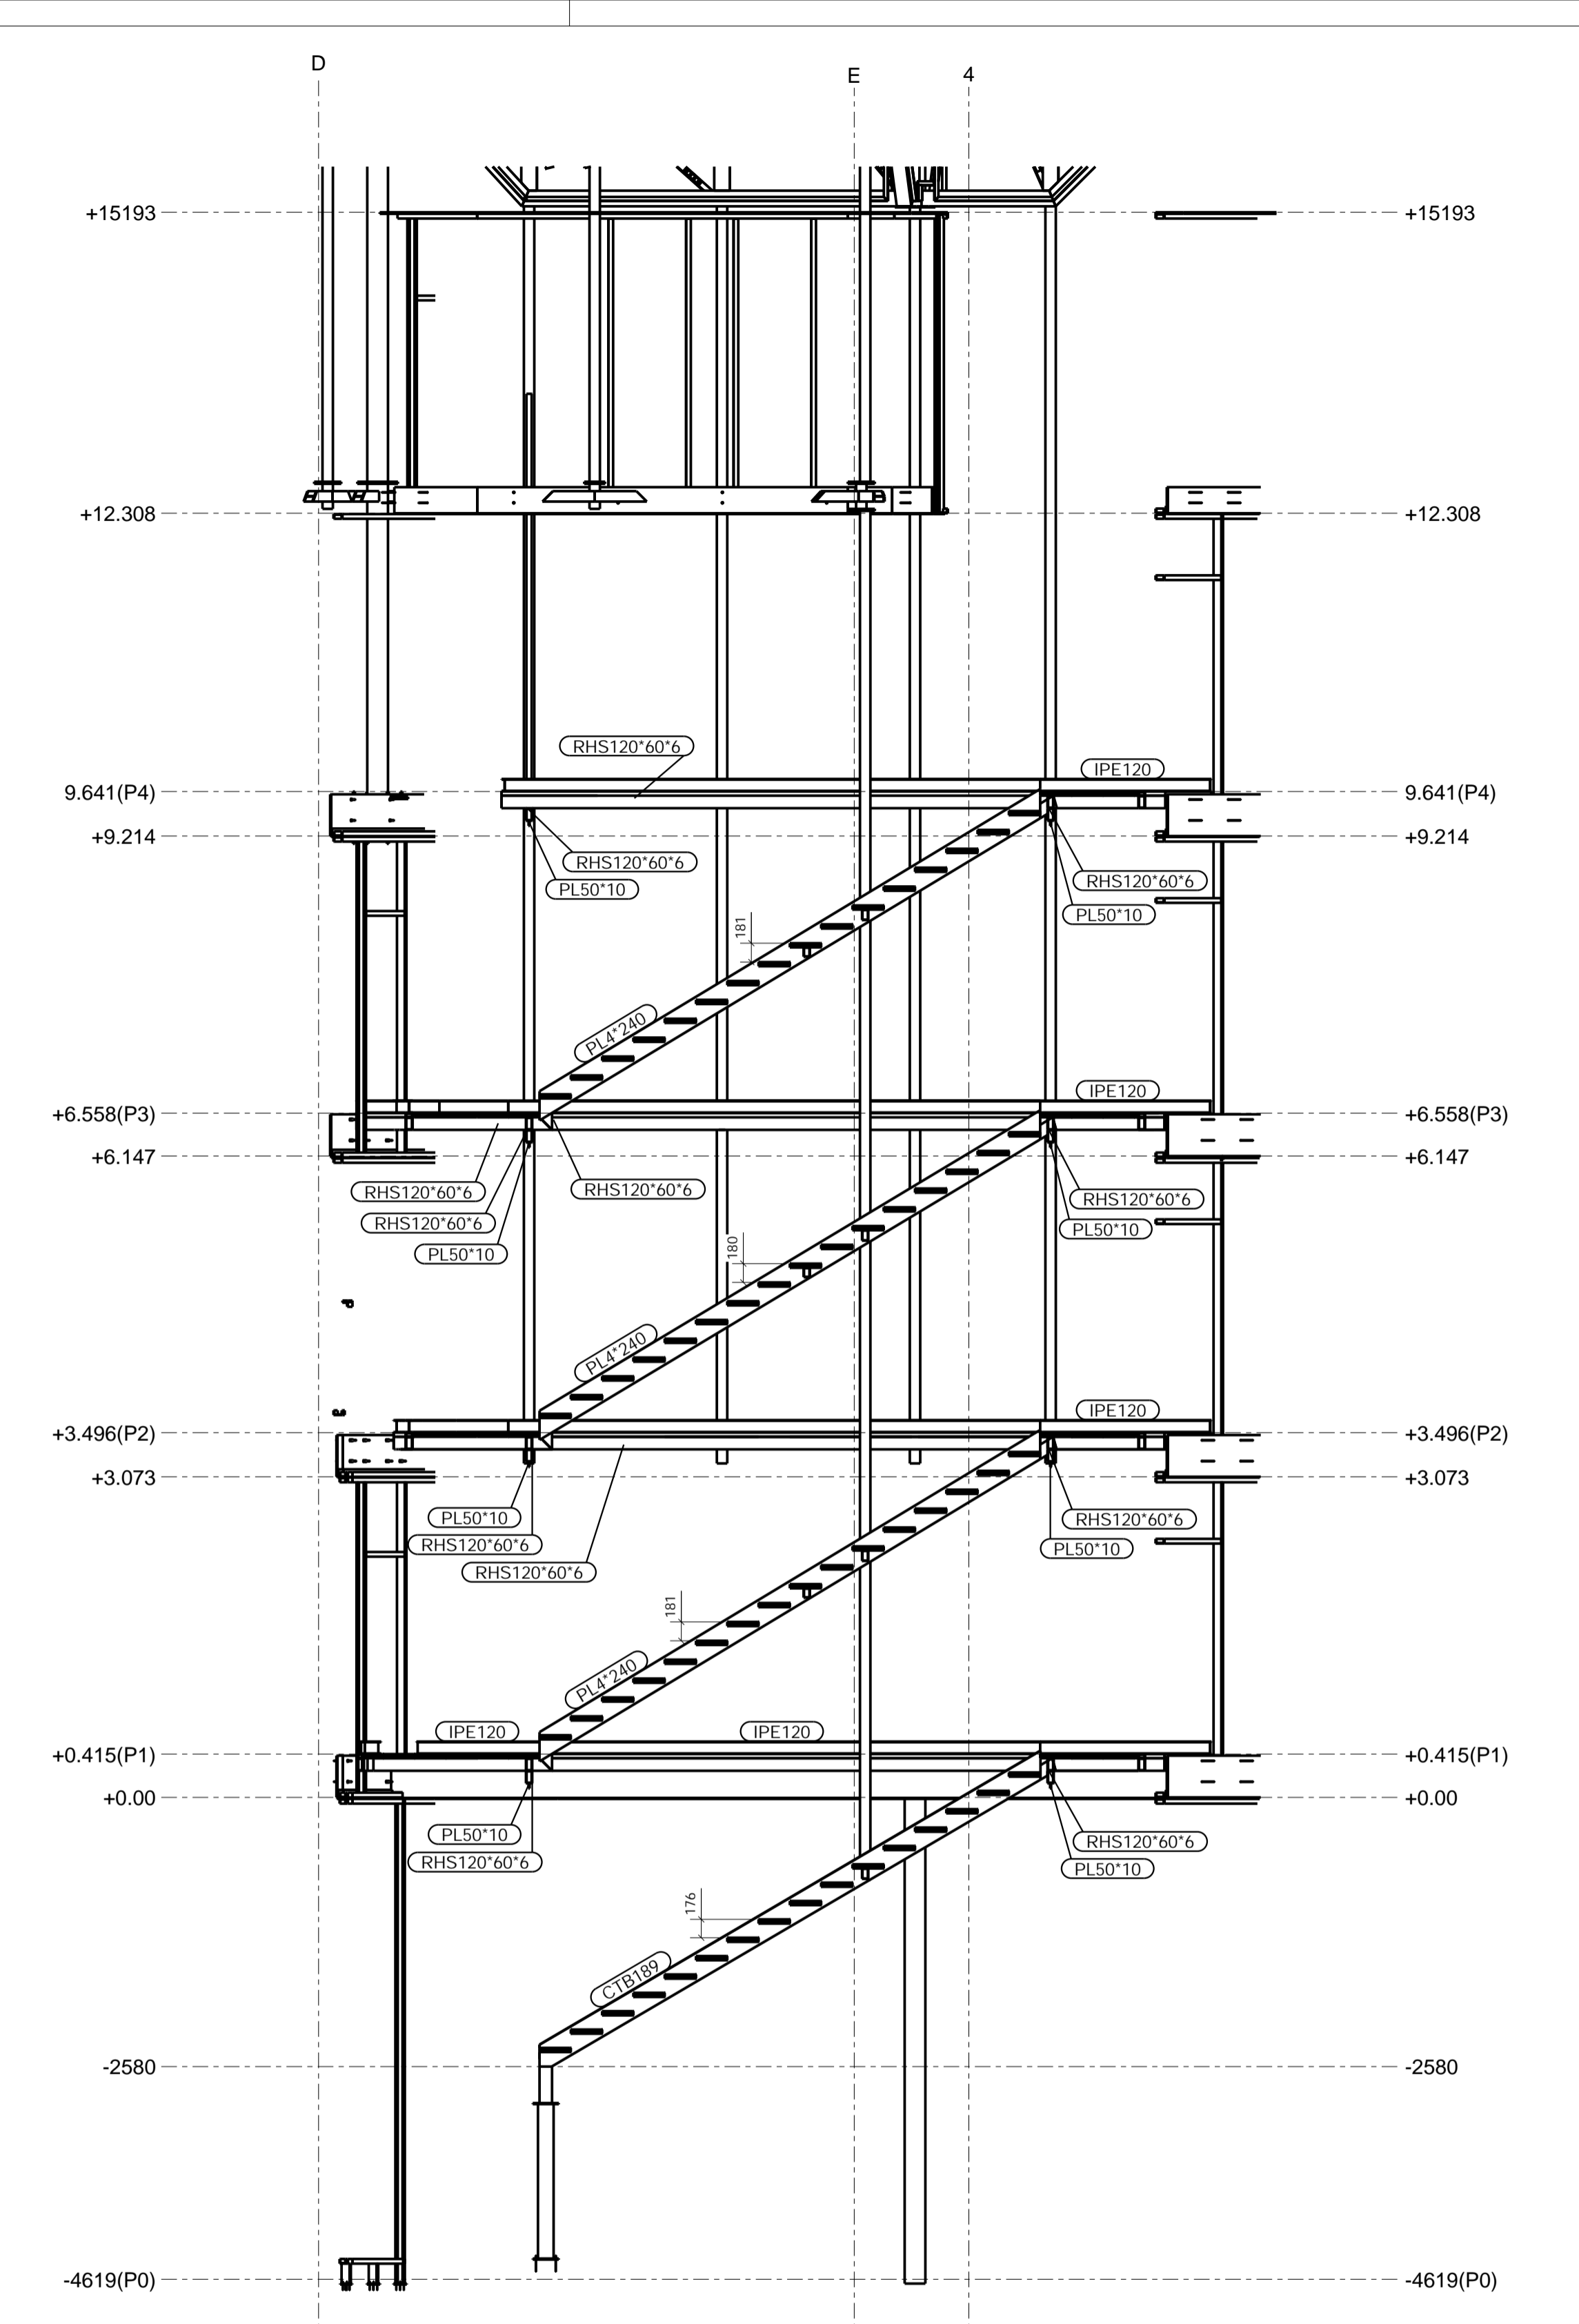 D
E
4
+15193
+15193
+12.308
+12.308
RHS120*60*6
IPE120
9.641(P4)
9.641(P4)
+9.214
+9.214
RHS120*60*6
RHS120*60*6
PL50*10
PL50*10
181
PL4*240
IPE120
+6.558(P3)
+6.558(P3)
+6.147
+6.147
RHS120*60*6
RHS120*60*6
RHS120*60*6
RHS120*60*6
PL50*10
PL50*10
180
PL4*240
IPE120
+3.496(P2)
+3.496(P2)
+3.073
+3.073
PL50*10
RHS120*60*6
RHS120*60*6
PL50*10
RHS120*60*6
181
PL4*240
IPE120
IPE120
+0.415(P1)
+0.415(P1)
+0.00
+0.00
PL50*10
RHS120*60*6
RHS120*60*6
PL50*10
176
CTB189
-2580
-2580
-4619(P0)
-4619(P0)